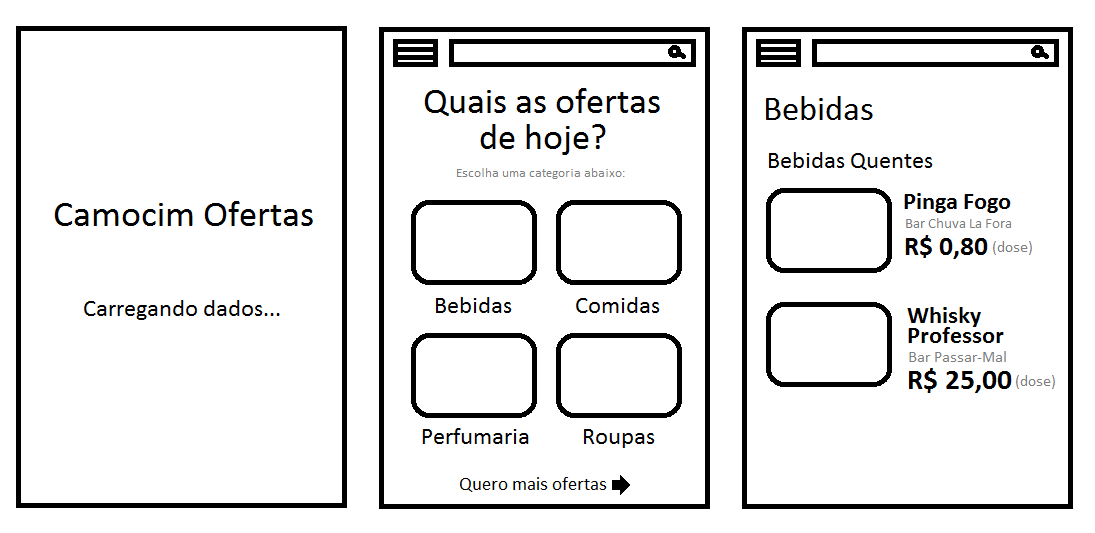 Camocim Ofertas
Carregando dados...
Quais as ofertas
de hoje?
Escolha uma categoria abaixo:
Bebidas
Comidas
Perfumaria
Roupas
Quero mais ofertas
Bebidas
Bebidas Quentes
Pinga Fogo
Bar Chuva La Fora
R$ 0,80 (dose)
Whisky
Professor
Bar Passar-Mal
R$ 25,00 (dose)